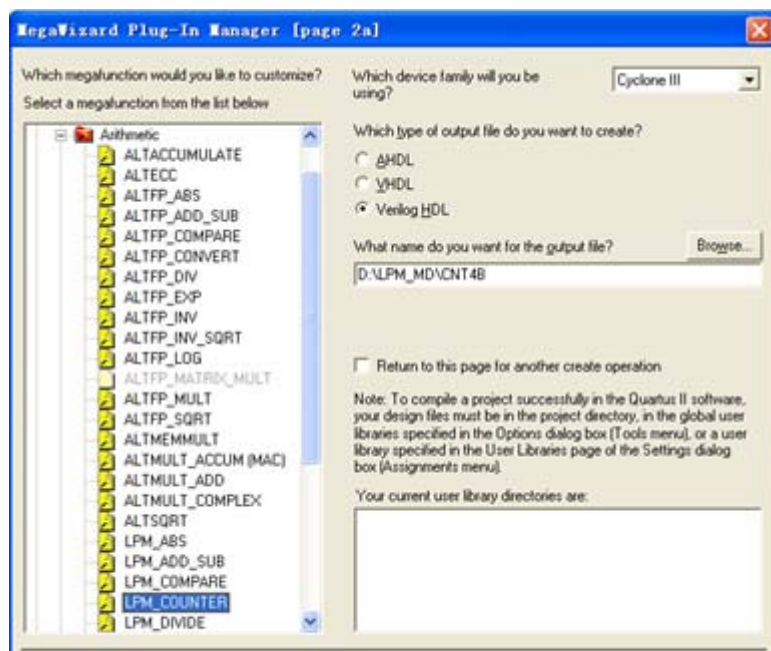 MegaWizard Plug-In Manager [page 2a]
Which megafunction would you like to customize?
Select a megafunction from the list below
Arithmetic
ALTACCUMULATE
ALTECC
ALTFP_ABS
ALTFP_ADD_SUB
ALTFP_COMPARE
ALTFP_CONVERT
ALTFP_DIV
ALTFP_EXP
ALTFP_INV
ALTFP_INV_SQRT
ALTFP_LOG
ALTFP_MATRIX_MULT
ALTFP_MULT
ALTFP_SQRT
ALTMEMMULT
ALTMULT_ACCUM (MAC)
ALTMULT_ADD
ALTMULT_COMPLEX
ALTSQRT
LPM_ABS
LPM_ADD_SUB
LPM_COMPARE
LPM_COUNTER
LPM_DIVIDE
Which device family will you be
using?
Cyclone III
Which type of output file do you want to create?
AHDL
VHDL
Verilog HDL
What name do you want for the output file?
Browse...
D:\LPM_MD\CNT4B
Return to this page for another create operation
Note: To compile a project successfully in the Quartus II software,
your design files must be in the project directory, in the global user
libraries specified in the Options dialog box (Tools menu), or a user
library specified in the User Libraries page of the Settings dialog
box (Assignments menu).
Your current user library directories are: